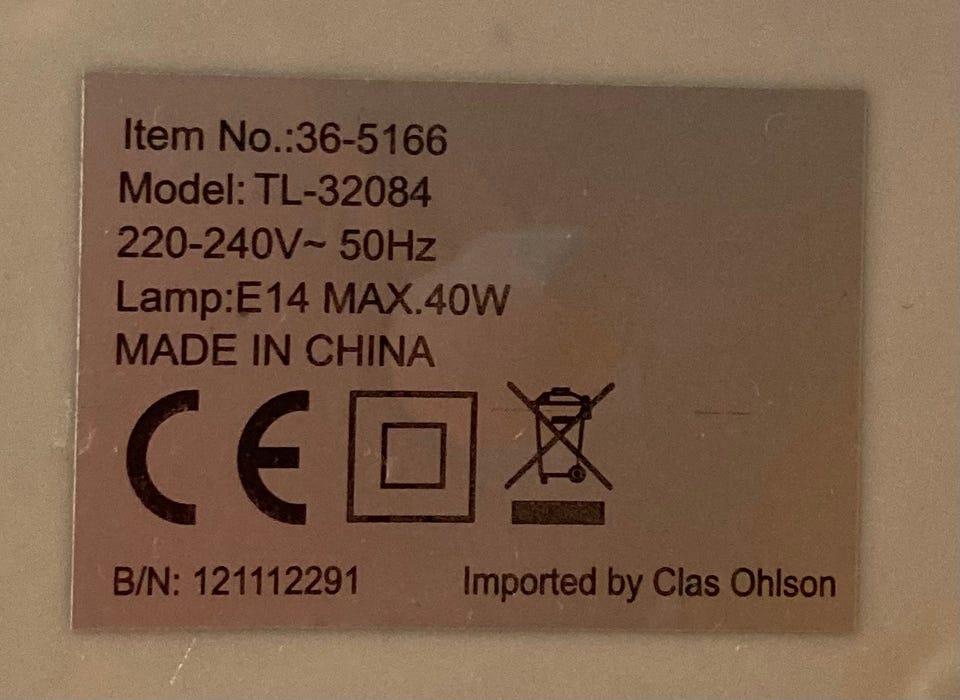 Item No.:36-5166
Model: TL-32084
220-240V~ 50Hz
Lamp:E14 MAX.40W
MADE IN CHINA
CE
B/N: 121112291 Imported by Clas Ohlson